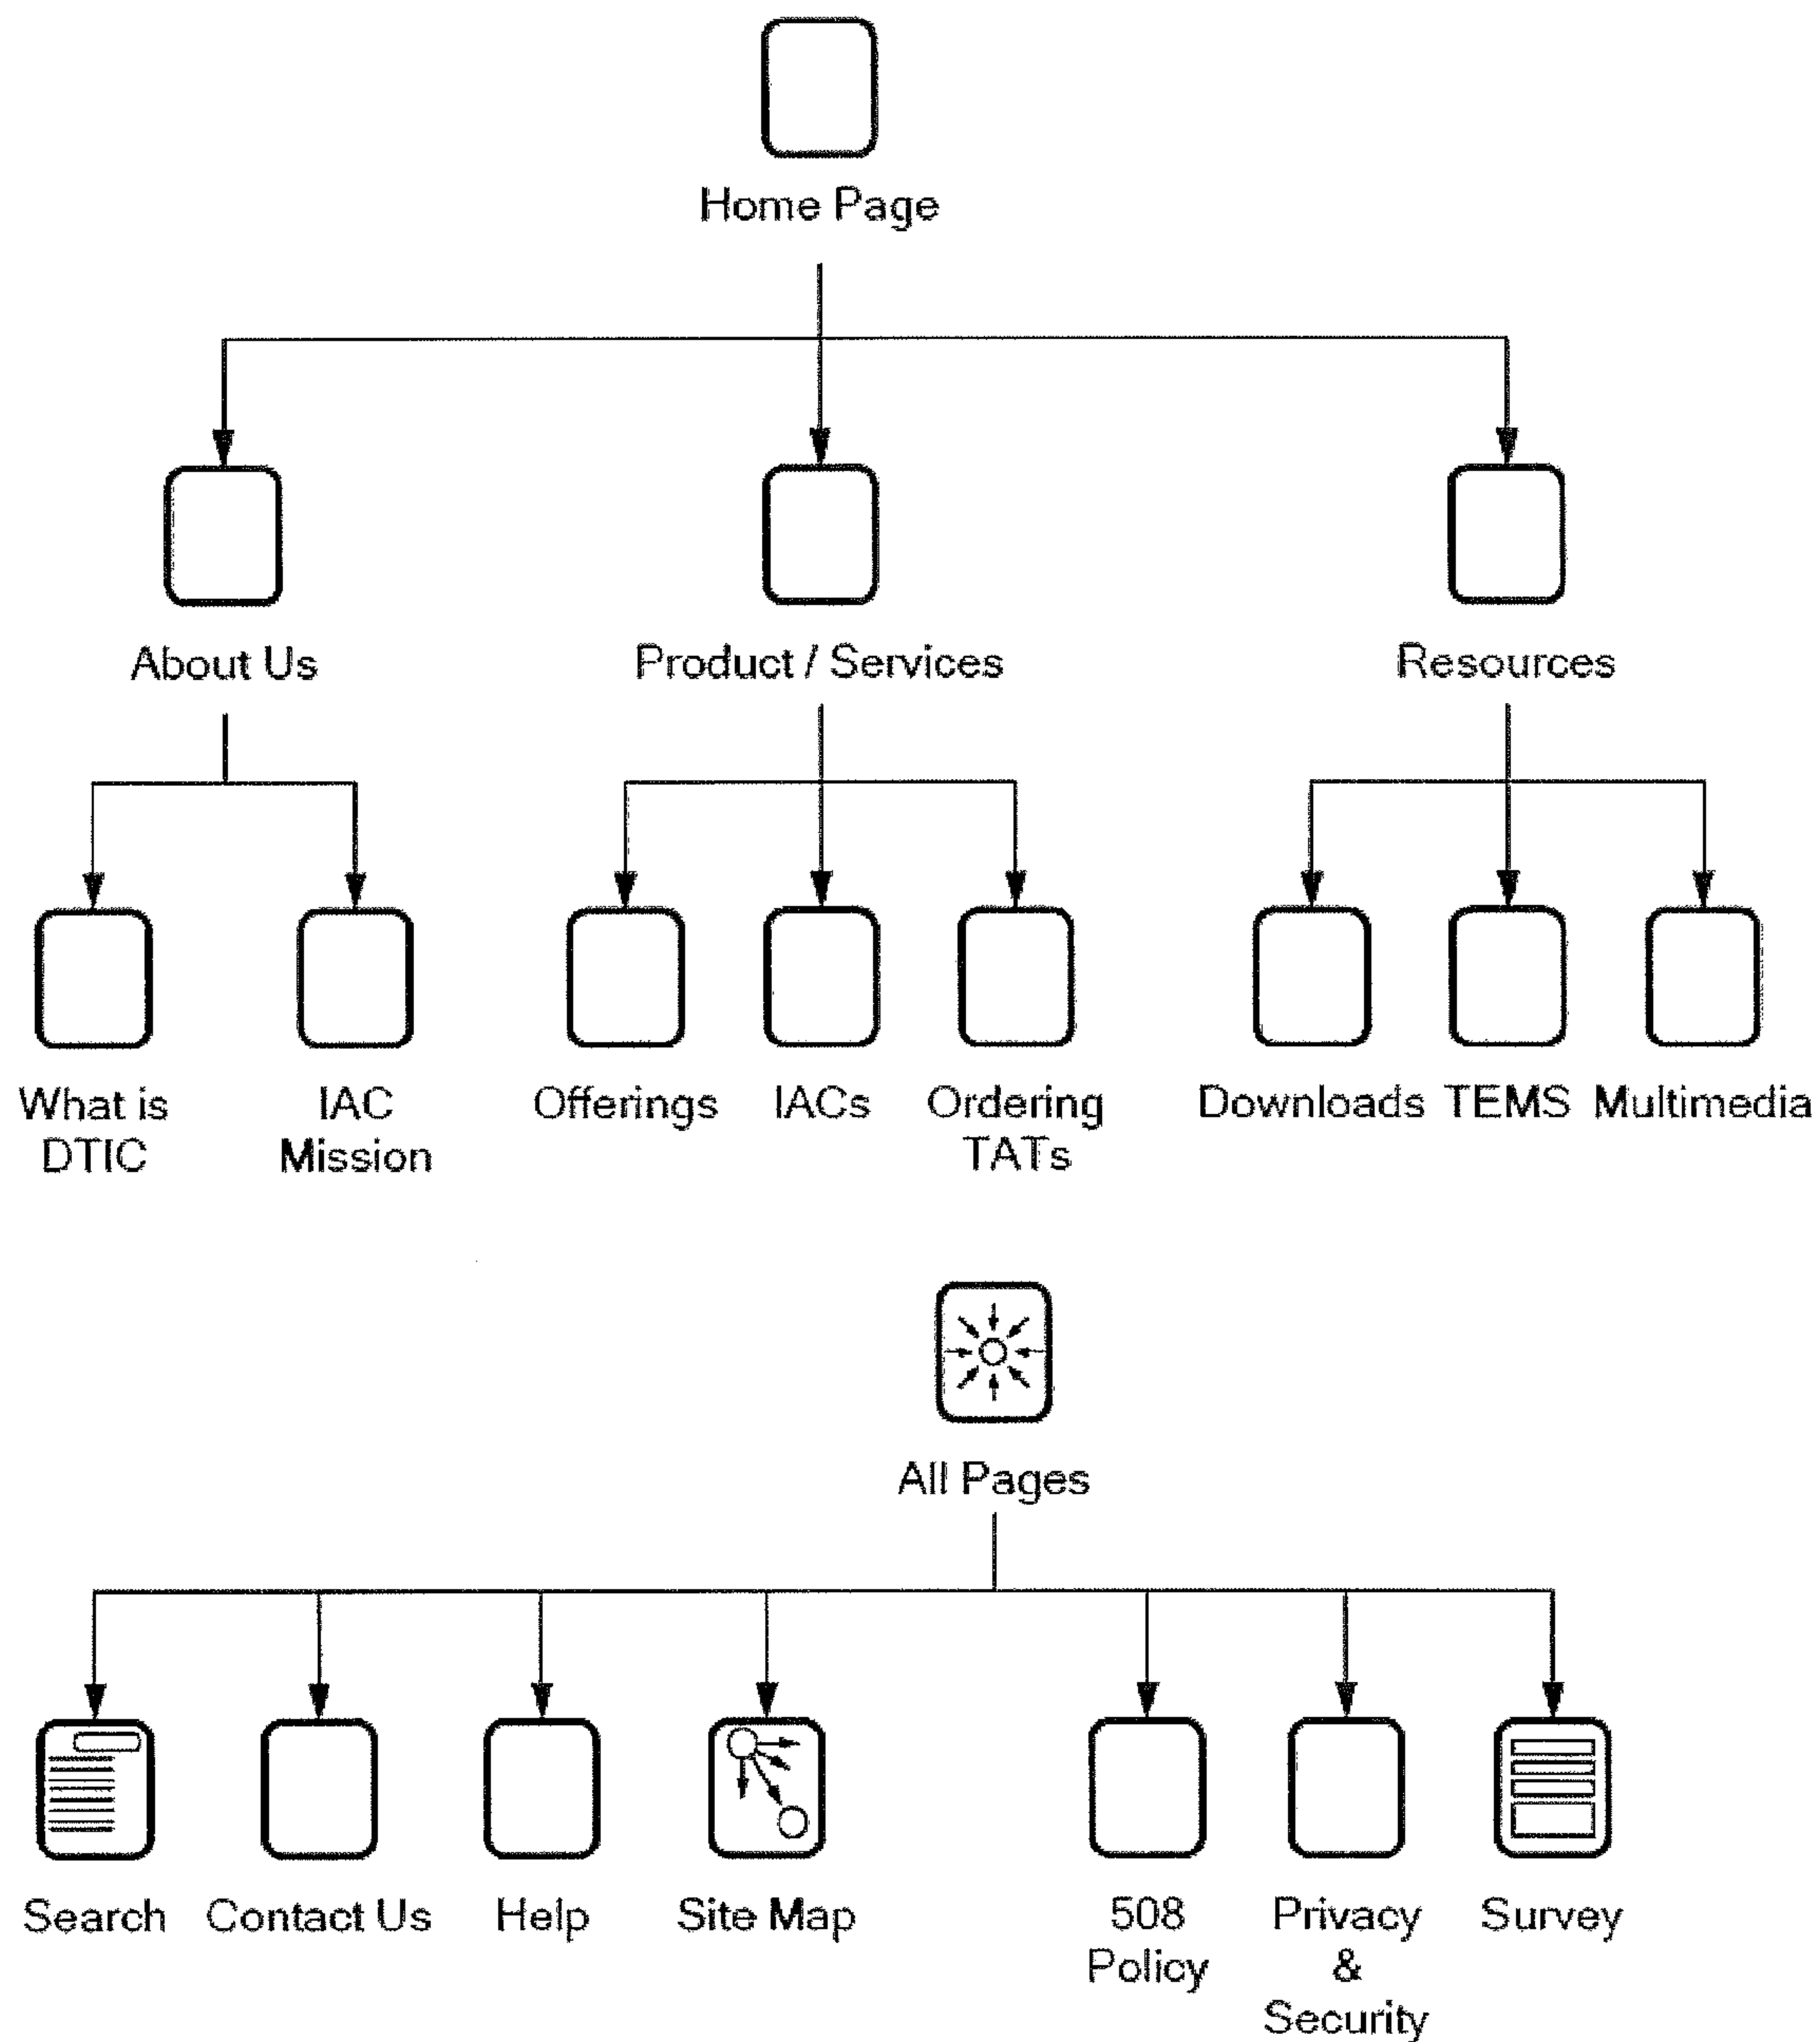 Home Page
About Us
Product / Services
Resources
What is
DTIC
IAC
Mission
Offerings
IACs
Ordering
TATs
Downloads
TEMS
Multimedia
All Pages
Search
Contact Us
Help
Site Map
508
Policy
Privacy
&
Security
Survey